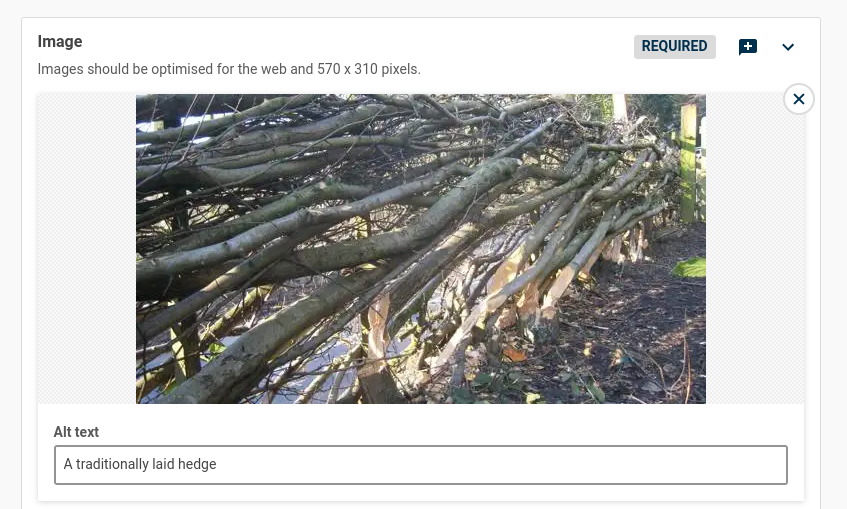 Image
REQUIRED
Images should be optimised for the web and 570 x 310 pixels.
Alt text
A traditionally laid hedge